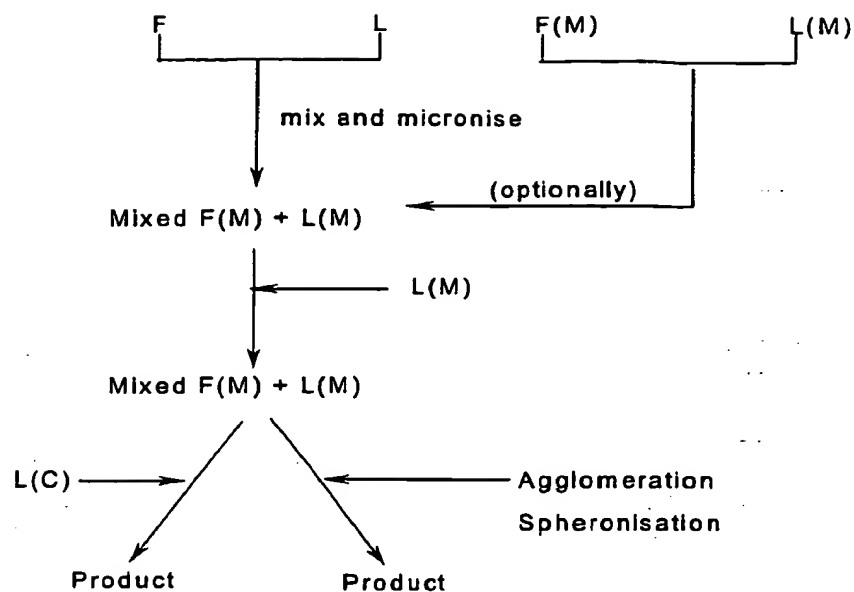 F L F(M) L(M)
mix and micronise
(optionally)
Mixed F(M) + L(M)
L(M)
Mixed F(M) + L(M)
L(C) Agglomeration
Spheronisation
Product Product